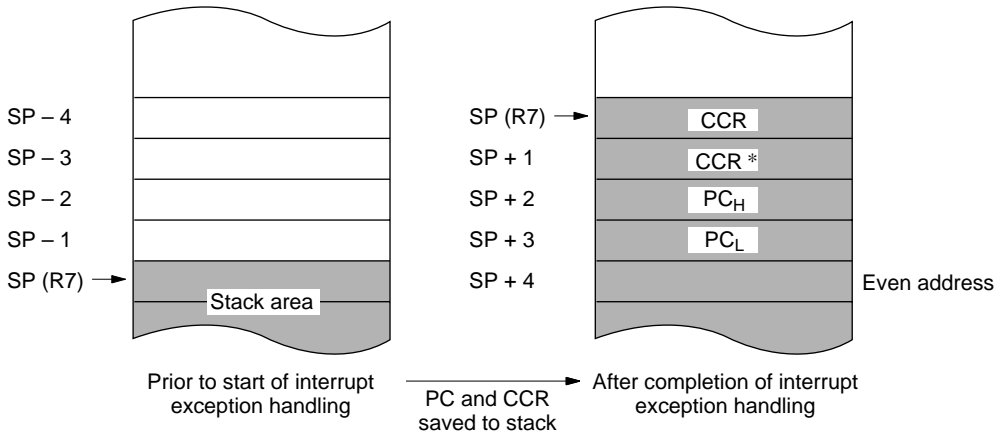 SP – 4
SP – 3
SP – 2
SP – 1
SP (R7)
Stack area
Prior to start of interrupt
exception handling
PC and CCR
saved to stack
SP (R7)
SP + 1
SP + 2
SP + 3
SP + 4
CCR
CCR *
PCH
PCL
Even address
After completion of interrupt
exception handling